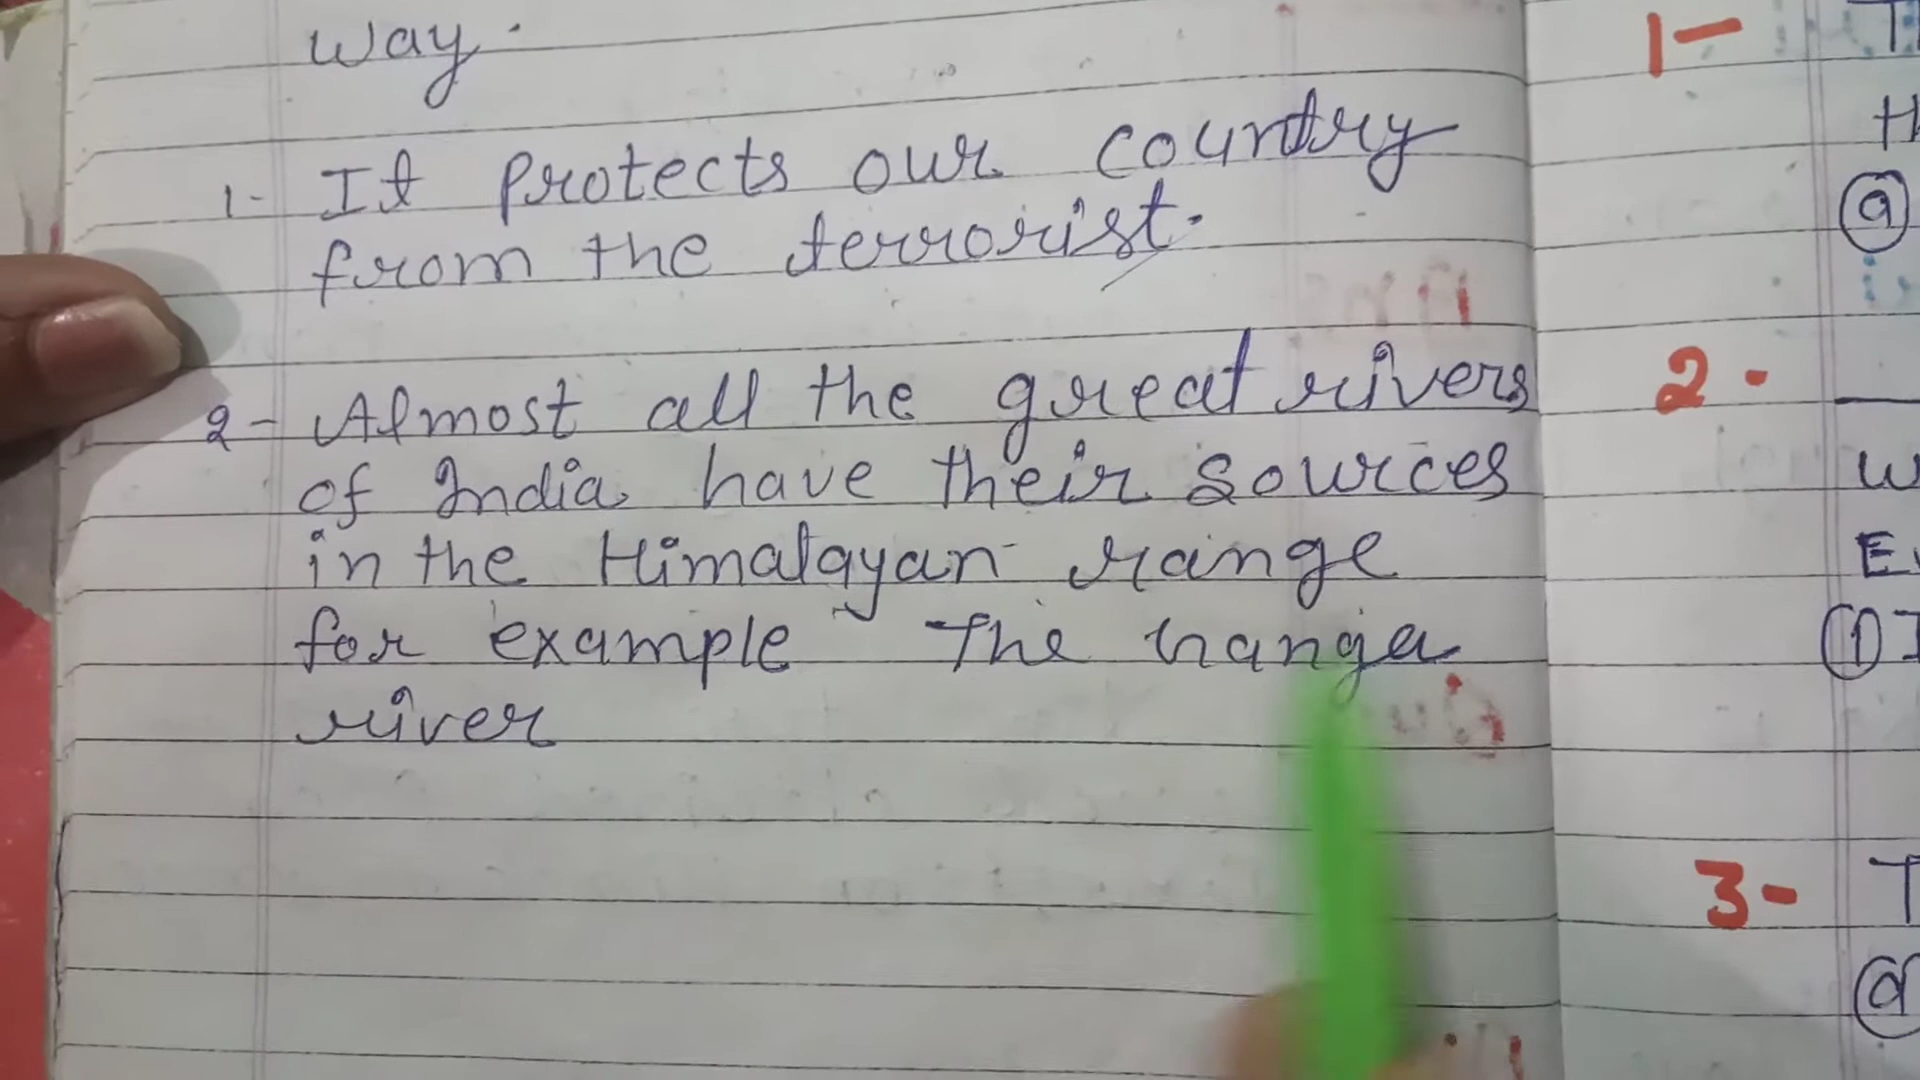 way.
1- It protects our country
from the terrorist.
2- Almost all the great rivers
of India have their sources
in the Himalayan range
for example The Ganga
river
1-
(a)
2-
(1)
3-
(a)